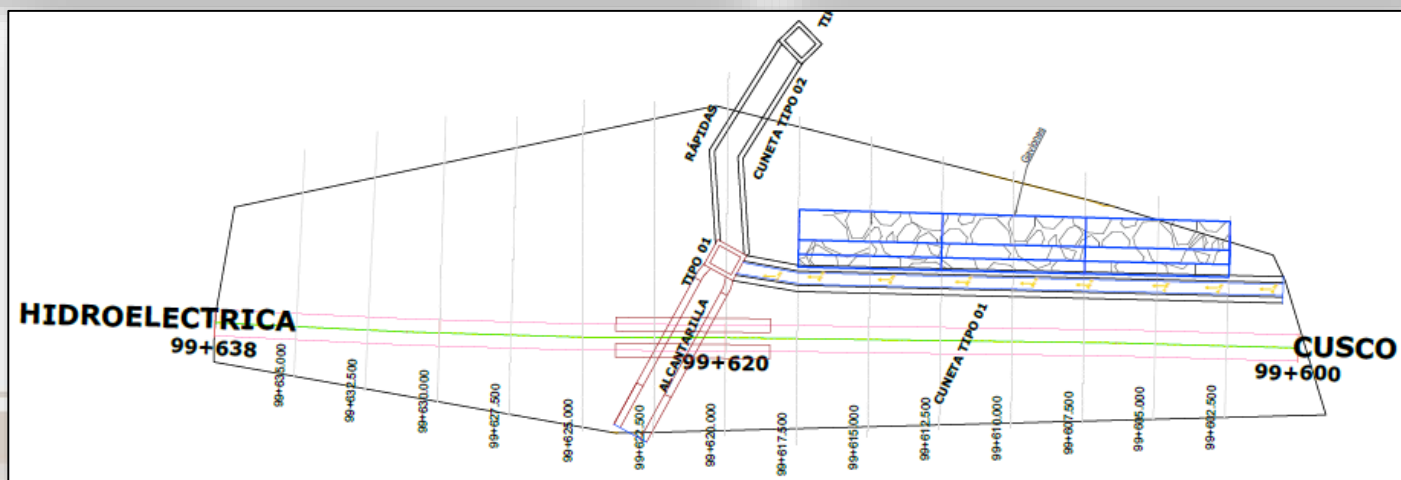 RÁPIDAS
CUNETA TIPO 02
Gaviones
TIPO 01
ALCANTARILLA
CUNETA TIPO 01
HIDROELECTRICA
99+638
99+620
CUSCO
99+600
99+635.000
99+632.500
99+630.000
99+627.500
99+625.000
99+622.500
99+620.000
99+617.500
99+615.000
99+612.500
99+610.000
99+607.500
99+605.000
99+602.500